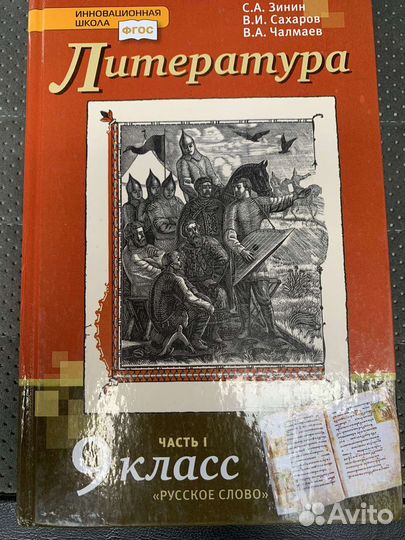 ИННОВАЦИОННАЯ
ШКОЛА
ФГОС
С.А. Зинин
В.И. Сахаров
В.А. Чалмаев
Литература
ЧАСТЬ I
9 класс
«РУССКОЕ СЛОВО»
Avito